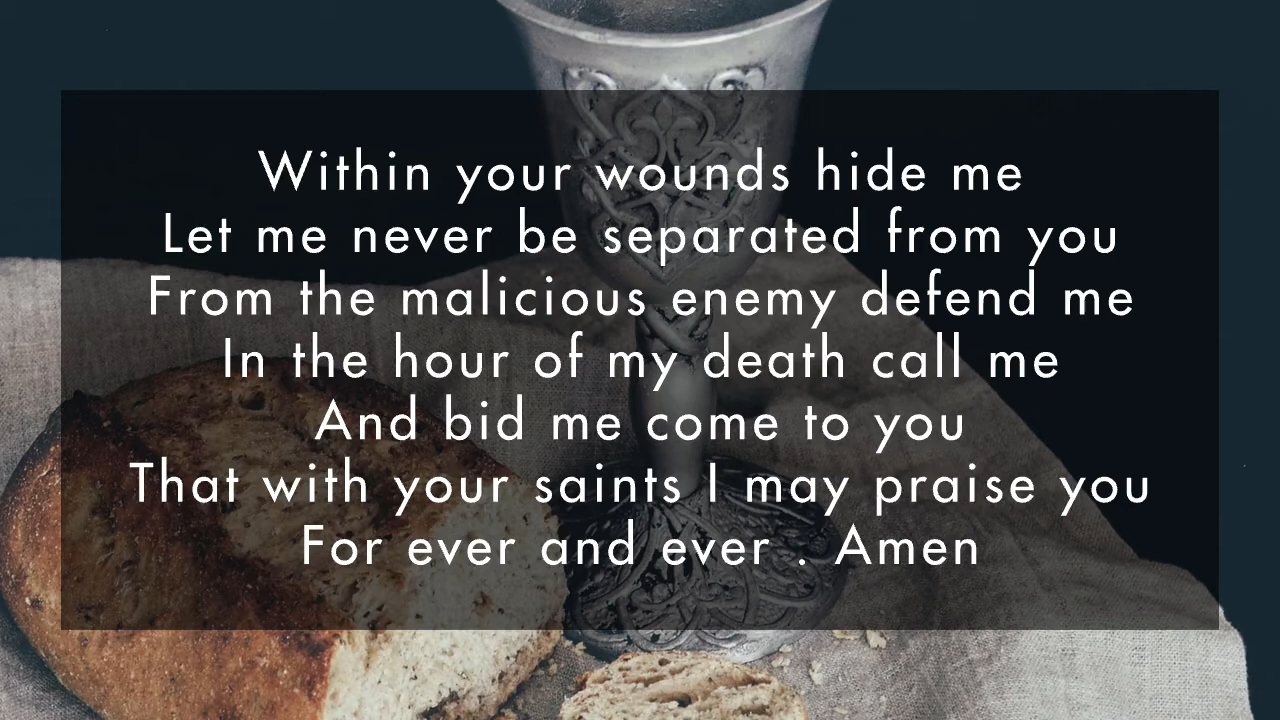 Within your wounds hide me
Let me never be separated from you
From the malicious enemy defend me
In the hour of my death call me
And bid me come to you
That with your saints I may praise you
For ever and ever . Amen